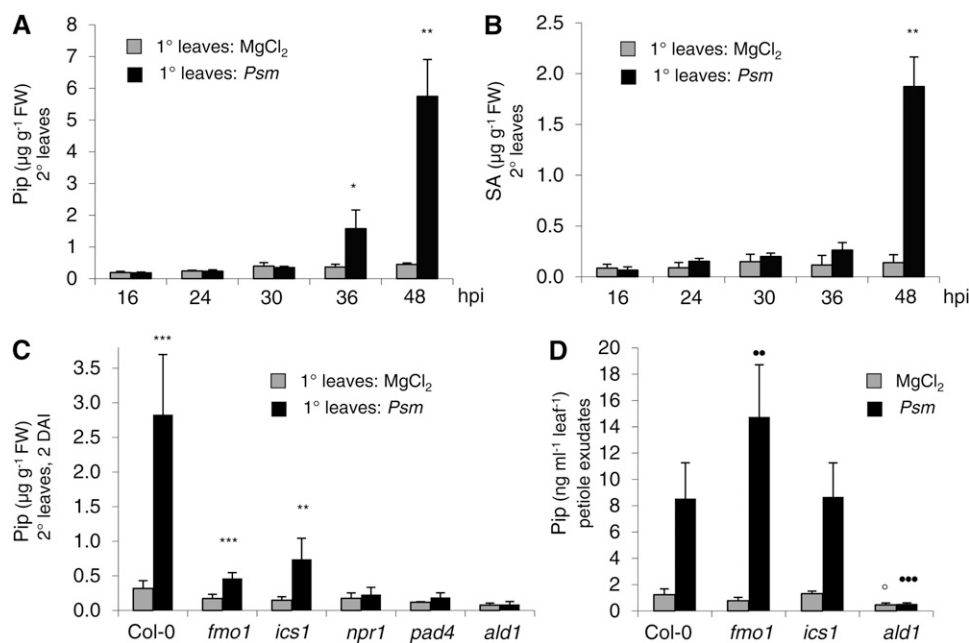 A
Pip (µg g⁻¹ FW)
2° leaves
8
7
6
5
4
3
2
1
0
1° leaves: MgCl₂
1° leaves: Psm
*
**
16 24 30 36 48 hpi
B
SA (µg g⁻¹ FW)
2° leaves
2.5
2.0
1.5
1.0
0.5
0.0
1° leaves: MgCl₂
1° leaves: Psm
**
16 24 30 36 48 hpi
C
Pip (µg g⁻¹ FW)
2° leaves, 2 DAI
3.5
3.0
2.5
2.0
1.5
1.0
0.5
0.0
1° leaves: MgCl₂
1° leaves: Psm
***
***
**
Col-0 fmo1 ics1 npr1 pad4 ald1
D
Pip (ng ml⁻¹ leaf⁻¹)
petiole exudates
20
18
16
14
12
10
8
6
4
2
0
MgCl₂
Psm
••
○ •••
Col-0 fmo1 ics1 ald1